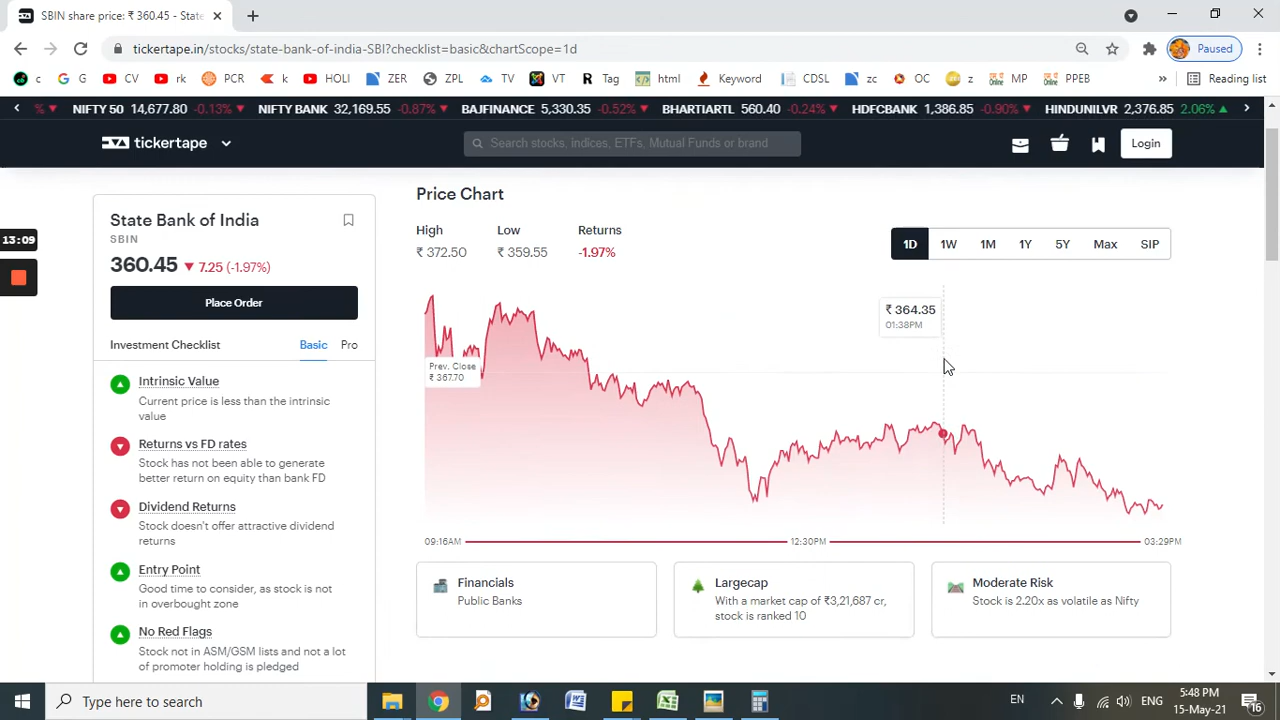 SBIN share price: ₹ 360.45 - State
tickertape.in/stocks/state-bank-of-india-SBI?checklist=basic&chartScope=1d
Paused
c G CV rk PCR k HOLI ZER ZPL TV VT Tag html Keyword CDSL zc OC z MP PPEB » Reading list
% NIFTY 50 14,677.80 -0.13% NIFTY BANK 32,169.55 -0.87% BAJFINANCE 5,330.35 -0.52% BHARTIARTL 560.40 -0.24% HDFCBANK 1,386.85 -0.90% HINDUNILVR 2,376.85 2.06%
tickertape
Search stocks, indices, ETFs, Mutual Funds or brand
Login
13:09
State Bank of India
SBIN
360.45 7.25 (-1.97%)
Place Order
Investment Checklist Basic Pro
Intrinsic Value
Current price is less than the intrinsic
value
Returns vs FD rates
Stock has not been able to generate
better return on equity than bank FD
Dividend Returns
Stock doesn't offer attractive dividend
returns
Entry Point
Good time to consider, as stock is not
in overbought zone
No Red Flags
Stock not in ASM/GSM lists and not a lot
of promoter holding is pledged
Price Chart
High Low Returns
₹ 372.50 ₹ 359.55 -1.97%
1D 1W 1M 1Y 5Y Max SIP
₹ 364.35
01:38PM
Prev. Close
₹ 367.70
09:16AM 12:30PM 03:29PM
Financials
Public Banks
Largecap
With a market cap of ₹3,21,687 cr,
stock is ranked 10
Moderate Risk
Stock is 2.20x as volatile as Nifty
Type here to search
EN
ENG
5:48 PM
15-May-21
16